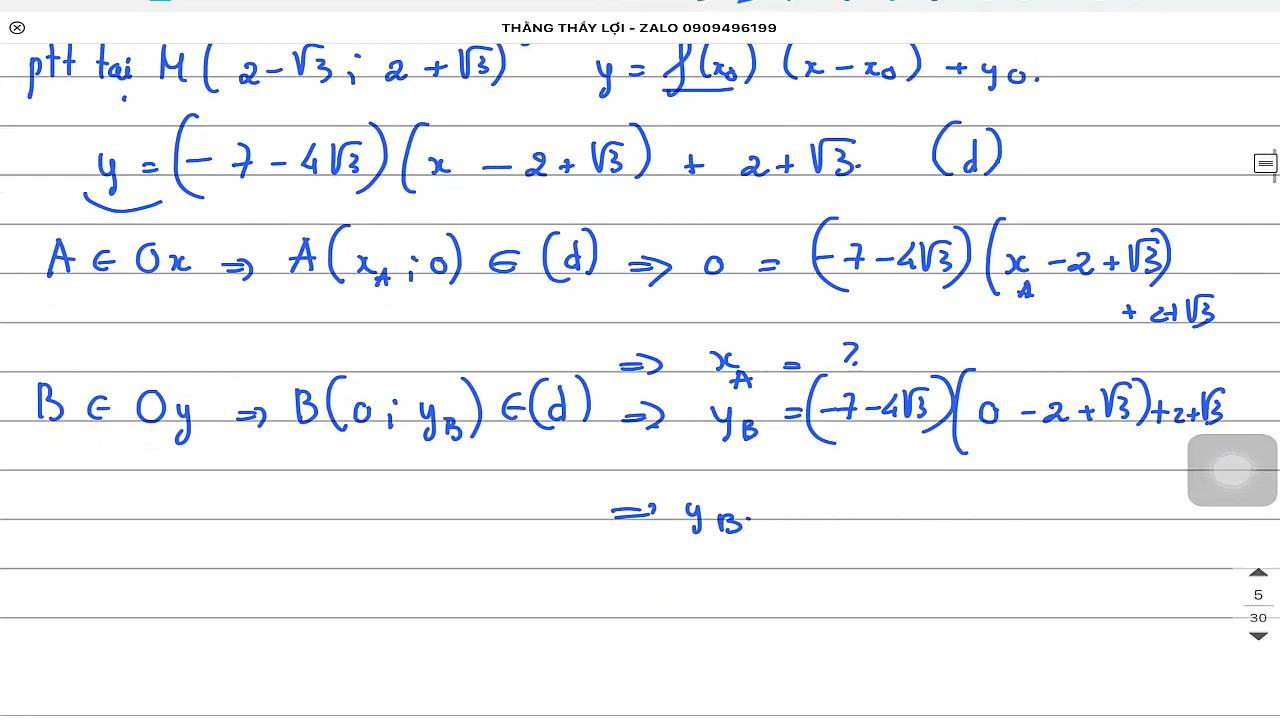 THẦNG THẦY LỢI - ZALO 0909496199
ptt tại M(2-√3; 2+√3) y = f'(x₀)(x-x₀) + y₀.
y = (-7-4√3)(x - 2+√3) + 2+√3. (d)
A ∈ Ox ⇒ A(x_A; 0) ∈ (d) ⇒ 0 = (-7-4√3)(x_A - 2+√3)
+ 2+√3
⇒ x_A = ?
B ∈ Oy ⇒ B(0; y_B) ∈ (d) ⇒ y_B = (-7-4√3)(0 - 2+√3)+2+√3
⇒ y_B.
5
30